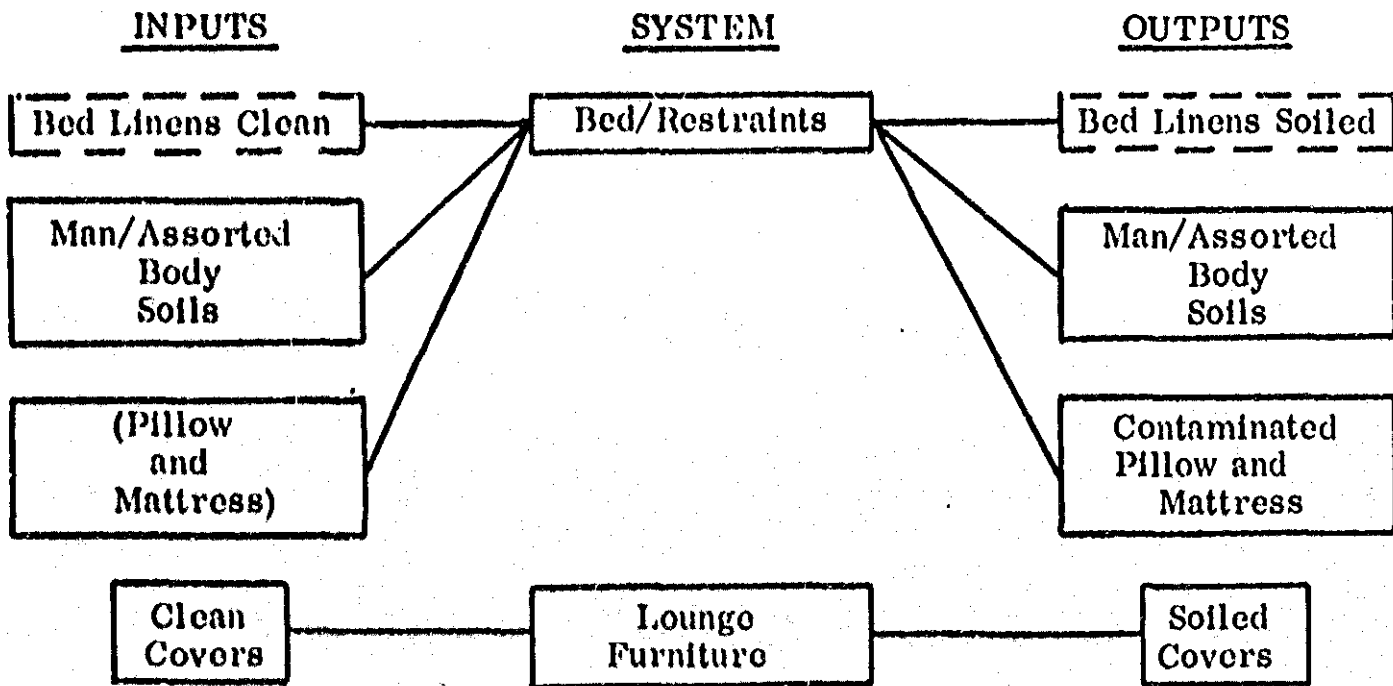 INPUTS SYSTEM OUTPUTS
Bed Linens Clean Bed/Restraints Bed Linens Soiled
Man/Assorted
Body
Soils
Man/Assorted
Body
Soils
(Pillow
and
Mattress)
Contaminated
Pillow and
Mattress
Clean
Covers
Lounge
Furniture
Soiled
Covers